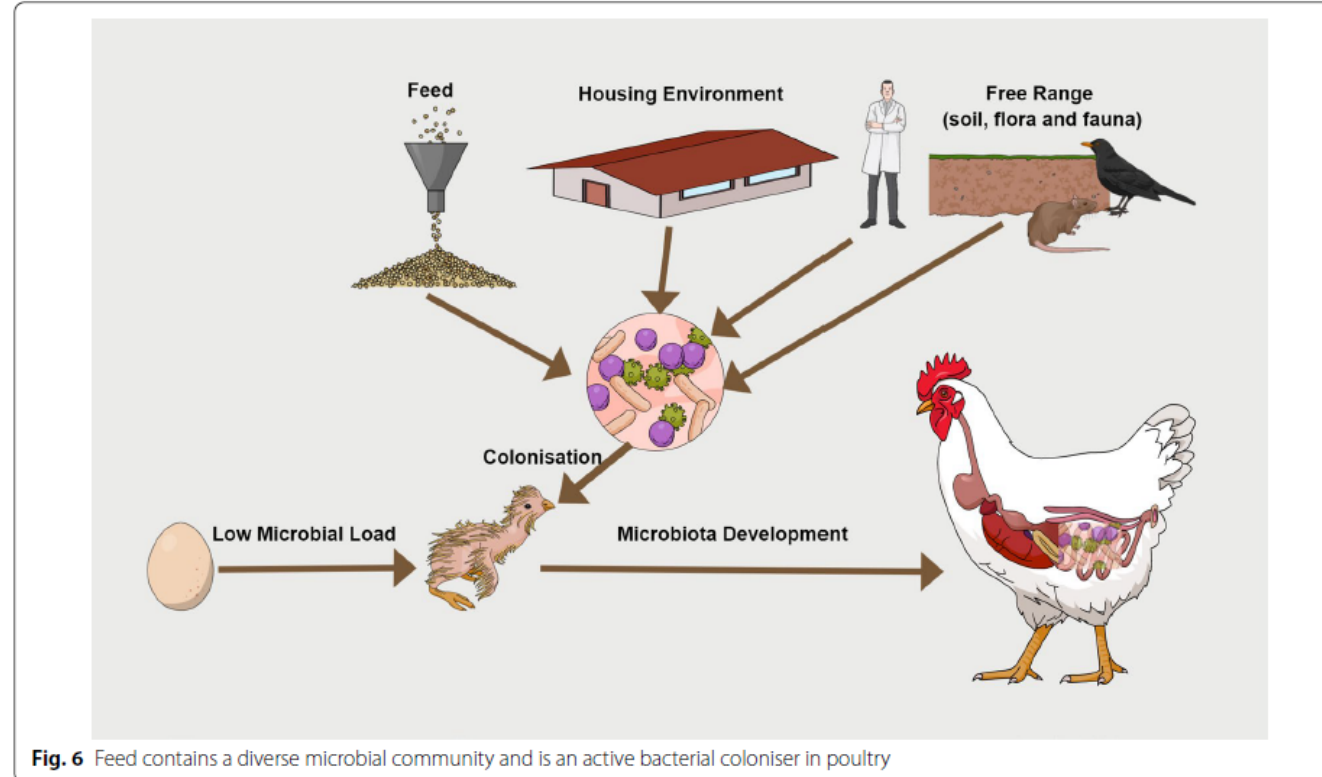 Feed
Housing Environment
Free Range
(soil, flora and fauna)
Colonisation
Low Microbial Load
Microbiota Development
Fig. 6 Feed contains a diverse microbial community and is an active bacterial coloniser in poultry